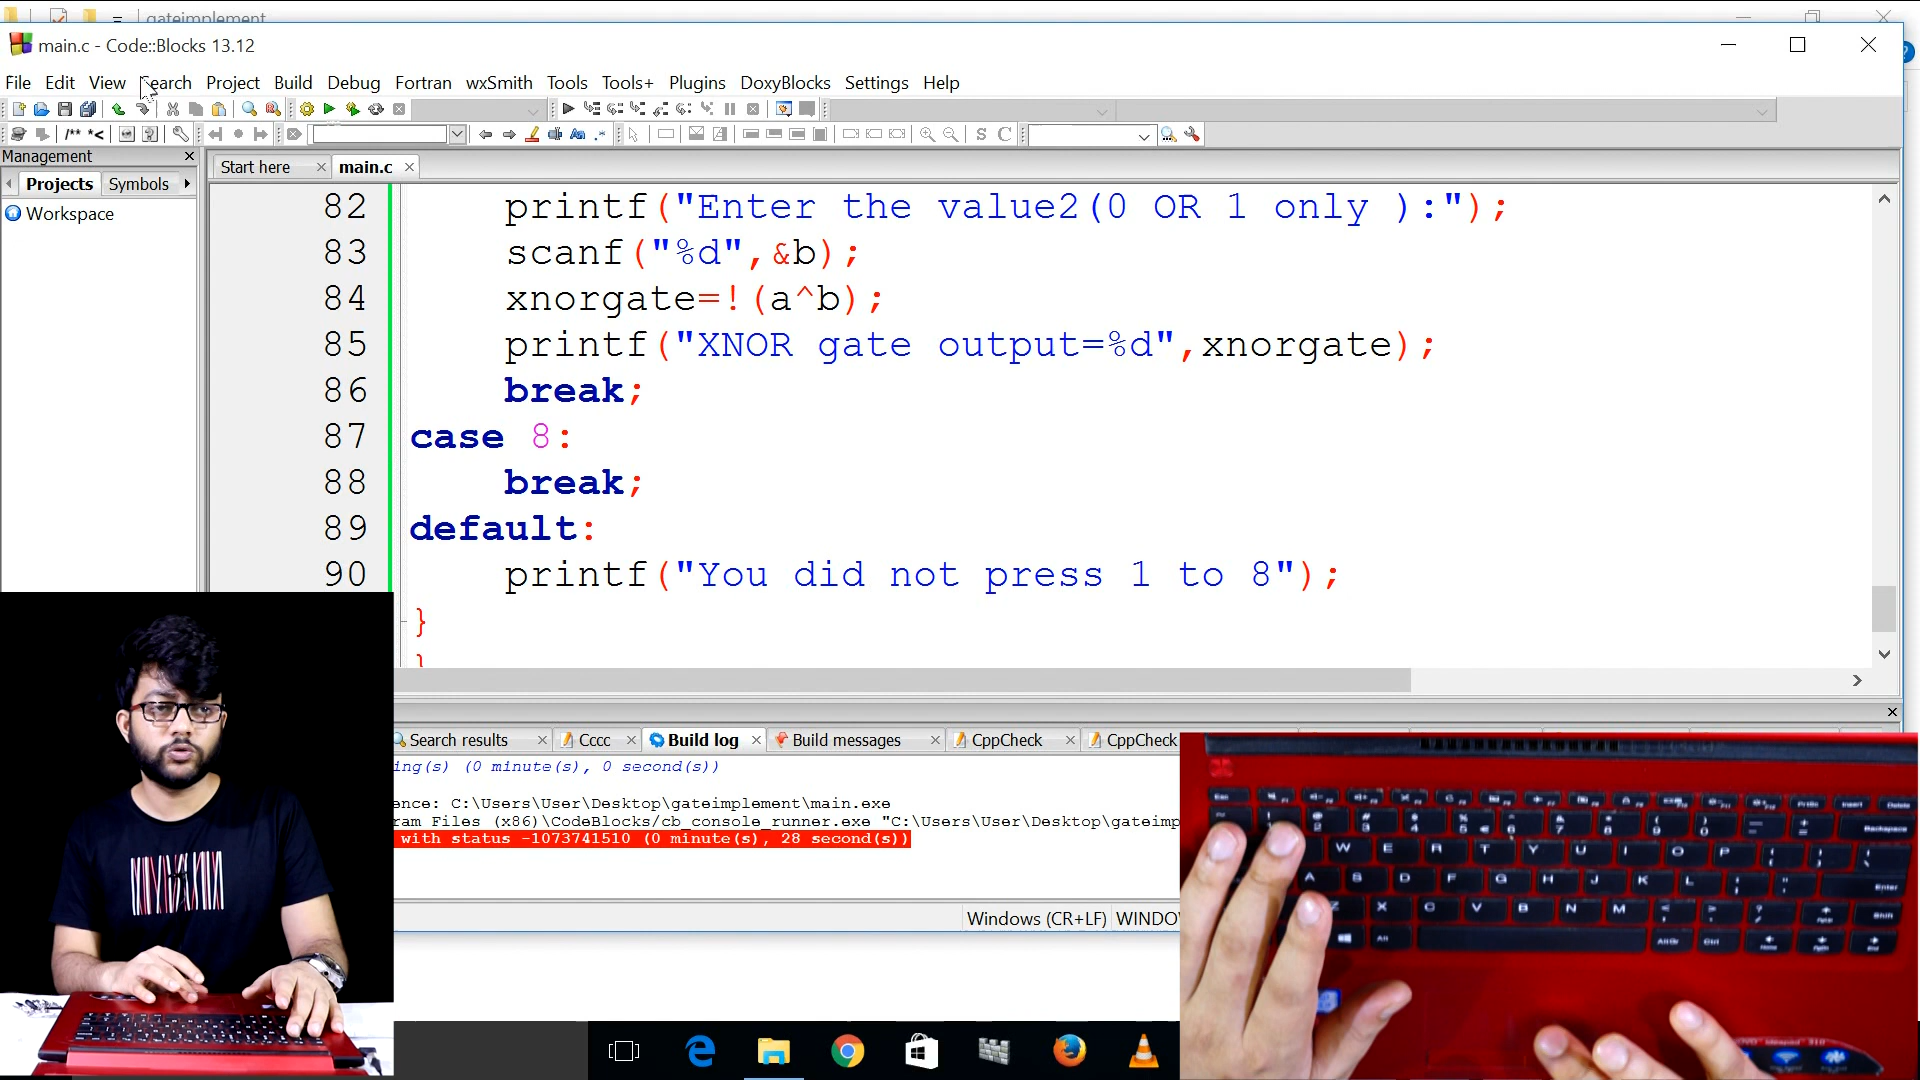 gateimplement
main.c - Code::Blocks 13.12
File Edit View Search Project Build Debug Fortran wxSmith Tools Tools+ Plugins DoxyBlocks Settings Help
/** *<
S C
Management
Start here main.c
Projects Symbols
Workspace
82 printf("Enter the value2(0 OR 1 only ):");
83 scanf("%d",&b);
84 xnorgate=!(a^b);
85 printf("XNOR gate output=%d",xnorgate);
86 break;
87 case 8:
88 break;
89 default:
90 printf("You did not press 1 to 8");
}
}
Search results Cccc Build log Build messages CppCheck CppCheck
ing(s) (0 minute(s), 0 second(s))
ence: C:\Users\User\Desktop\gateimplement\main.exe
ram Files (x86)\CodeBlocks/cb_console_runner.exe "C:\Users\User\Desktop\gateimp
with status -1073741510 (0 minute(s), 28 second(s))
Windows (CR+LF) WINDO
W E R T Y U I O P
A S D F G H J K L
Z X C V B N M
Alt AltGr Ctrl